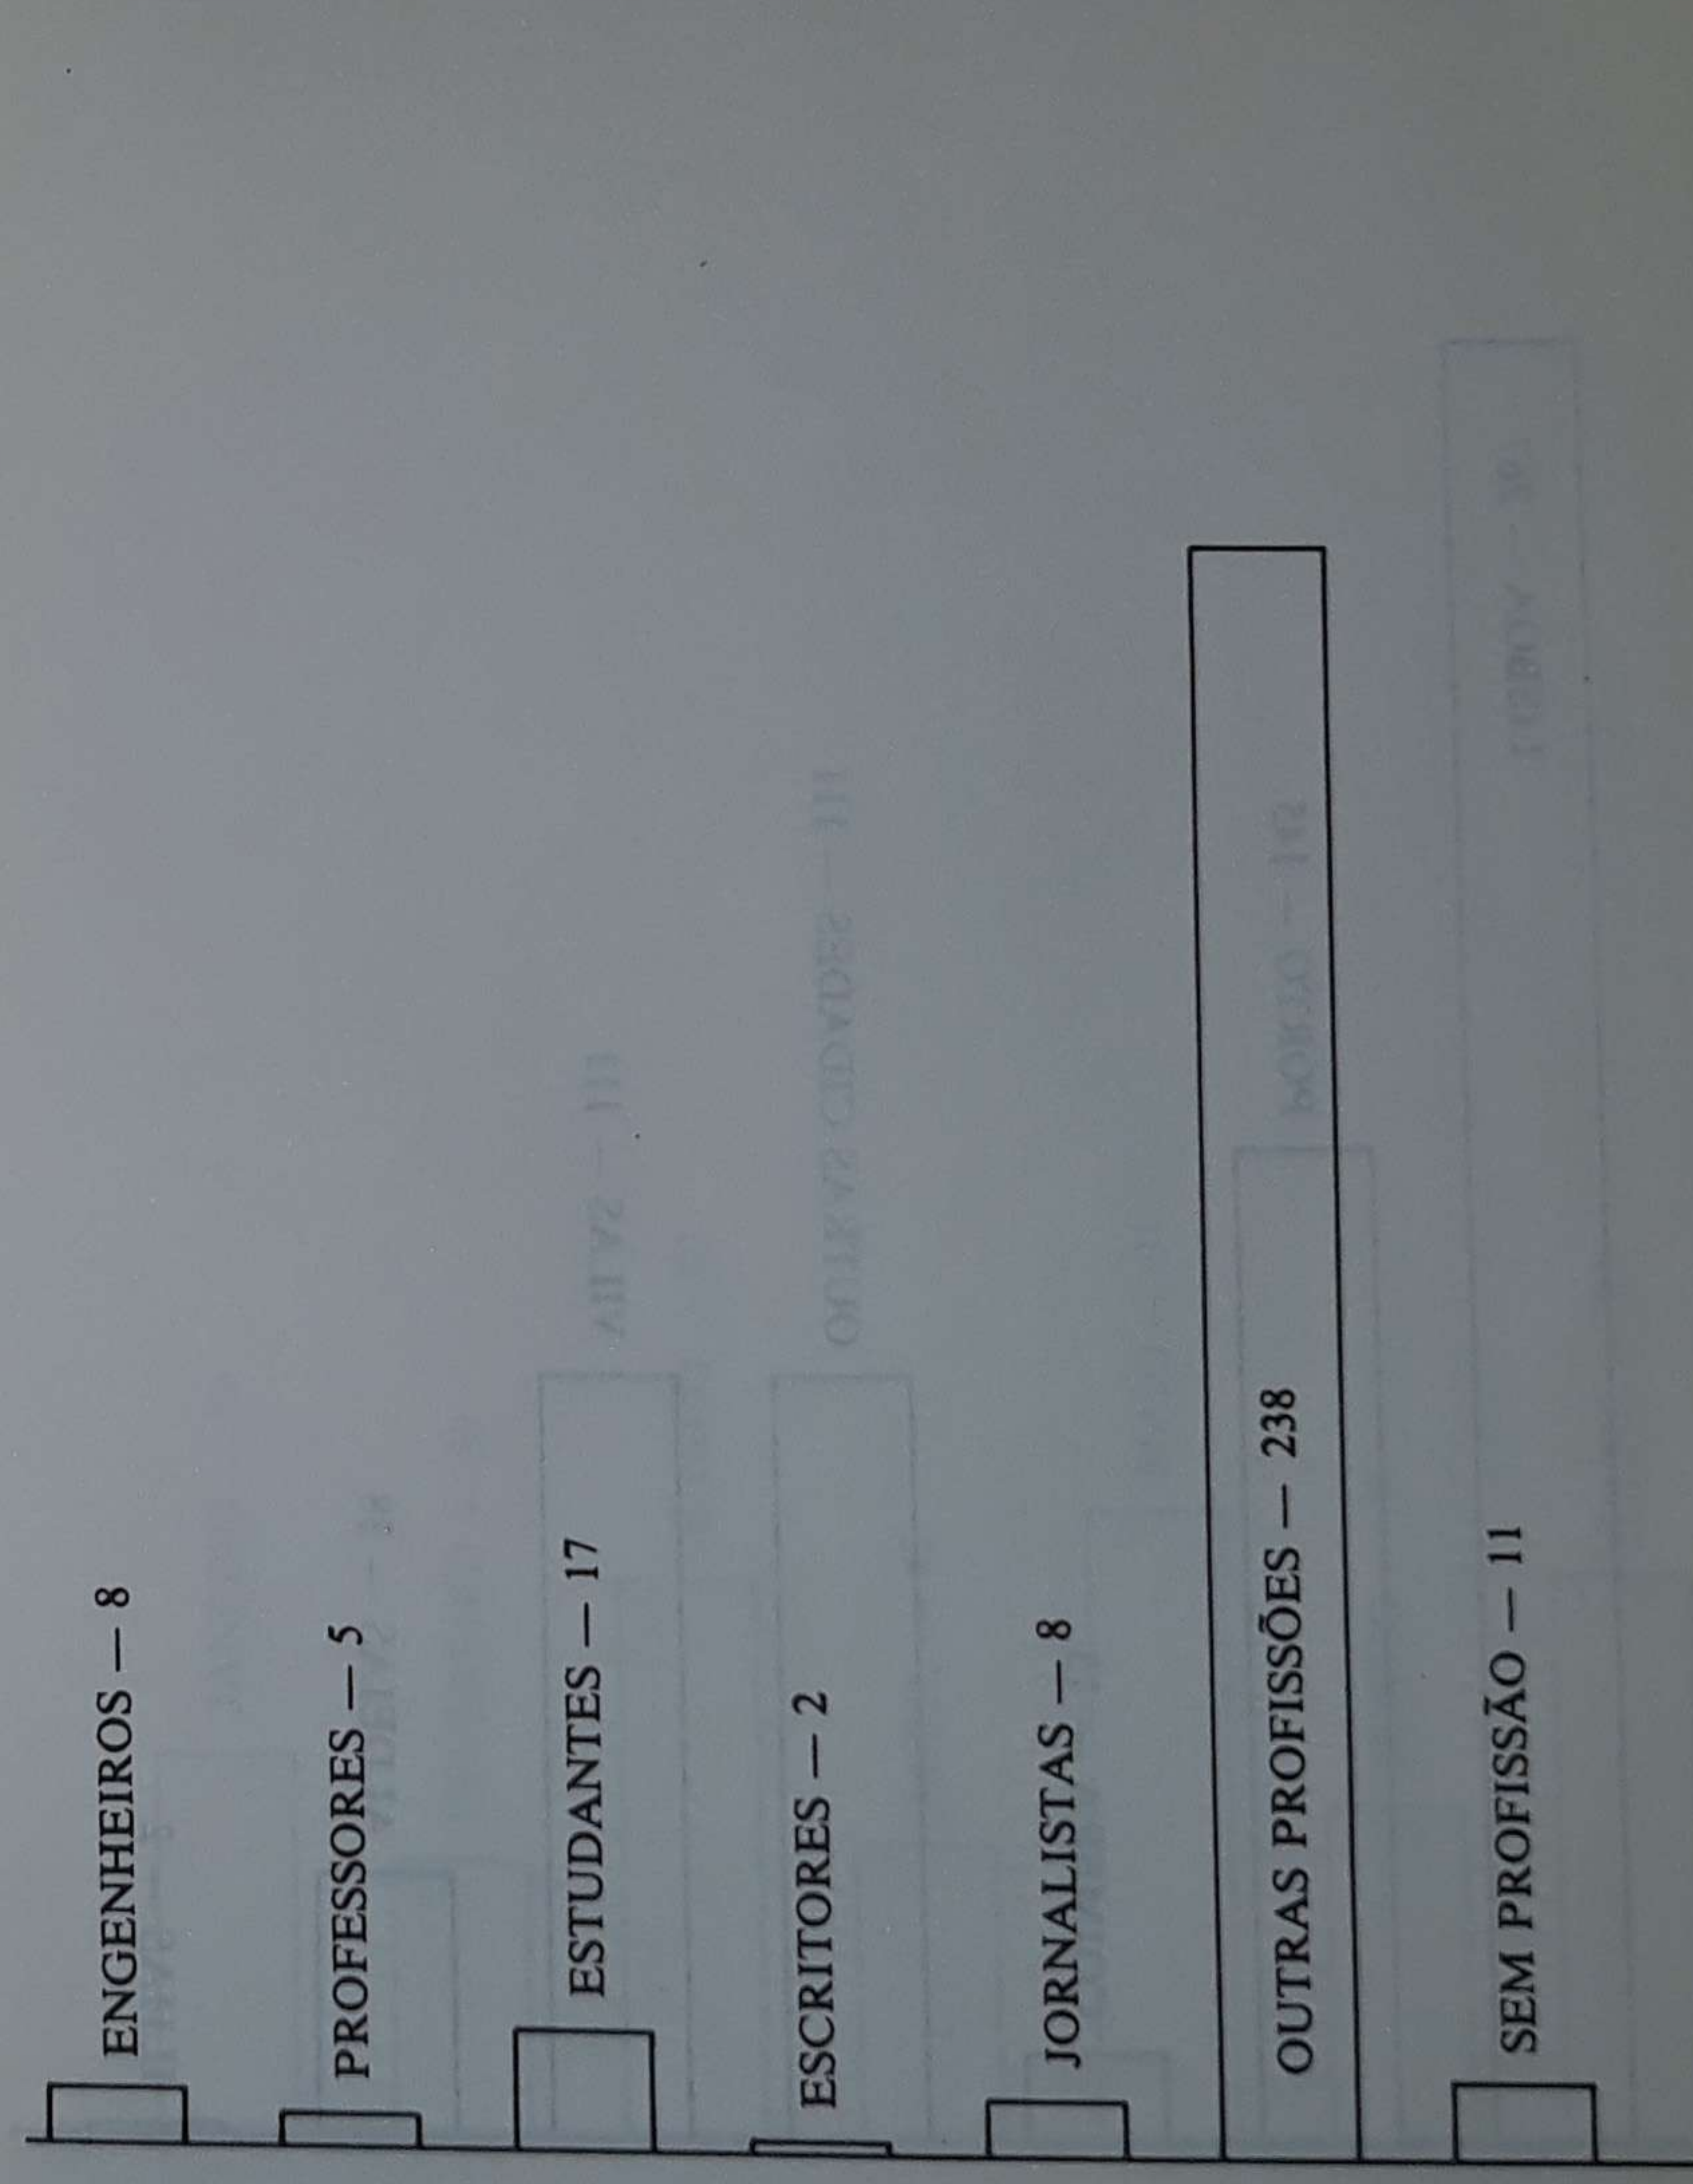 ENGENHEIROS — 8
PROFESSORES — 5
ESTUDANTES — 17
ESCRITORES — 2
JORNALISTAS — 8
OUTRAS PROFISSÕES — 238
SEM PROFISSÃO — 11